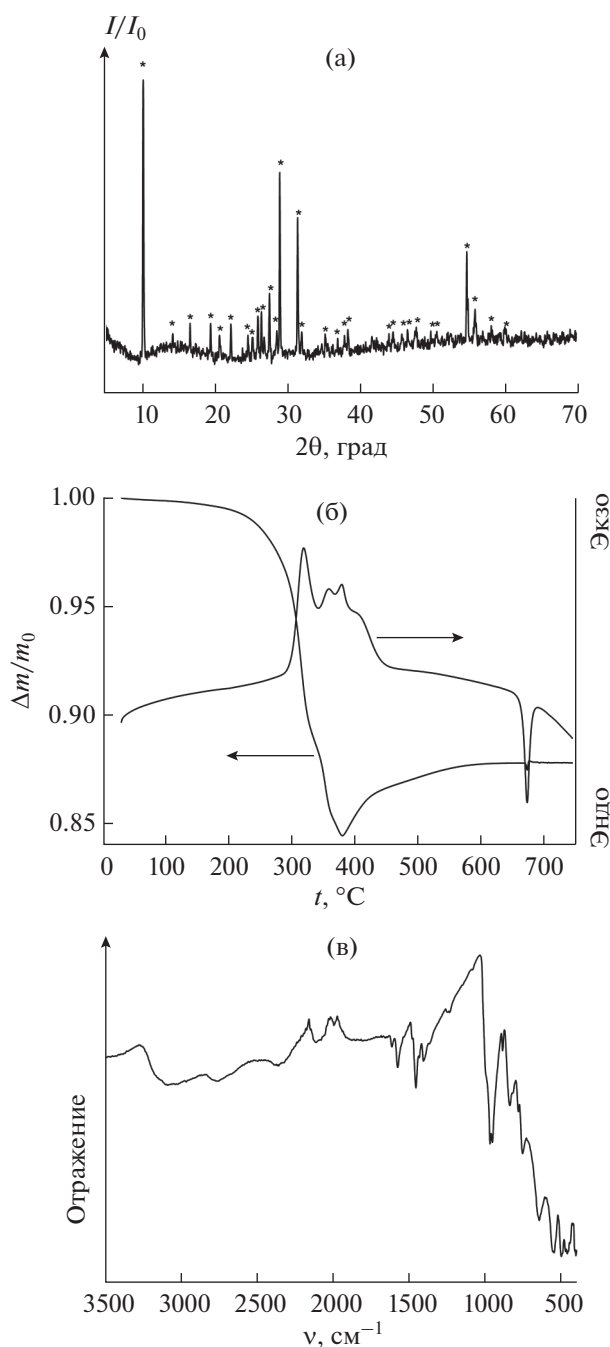 I/I₀
(а)
* * * * * * * * * * * * * * * * * * * * * * * * * * * * * *
10 20 30 40 50 60 70
2θ, град
(б)
1.00
0.95
0.90
0.85
Δm/m₀
Экзо
Эндо
0 100 200 300 400 500 600 700
t, °C
(в)
Отражение
3500 3000 2500 2000 1500 1000 500
ν, см⁻¹